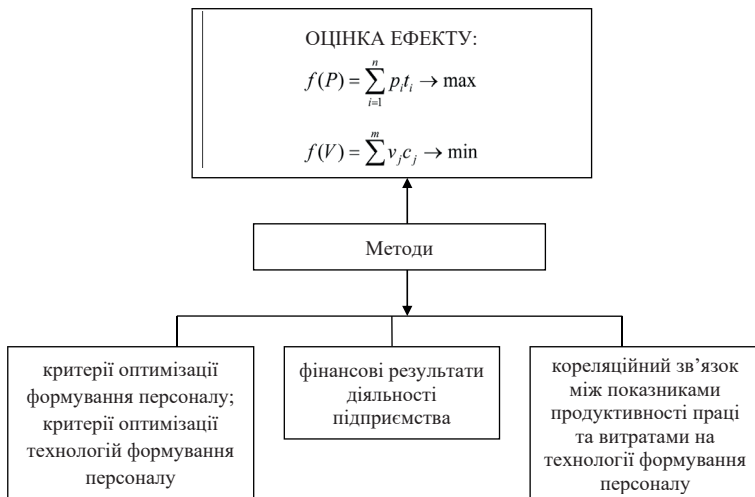 ОЦІНКА ЕФЕКТУ:
f(P) = ∑_{i=1}^{n} p_i t_i → max
f(V) = ∑^{m} v_j c_j → min
Методи
критерії оптимізації
формування персоналу;
критерії оптимізації
технологій формування
персоналу
фінансові результати
діяльності
підприємства
кореляційний зв’язок
між показниками
продуктивності праці
та витратами на
технології формування
персоналу